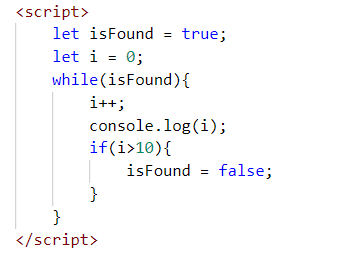 <script>
    let isFound = true;
    let i = 0;
    while(isFound){
        i++;
        console.log(i);
        if(i>10){
            isFound = false;
        }
    }
</script>